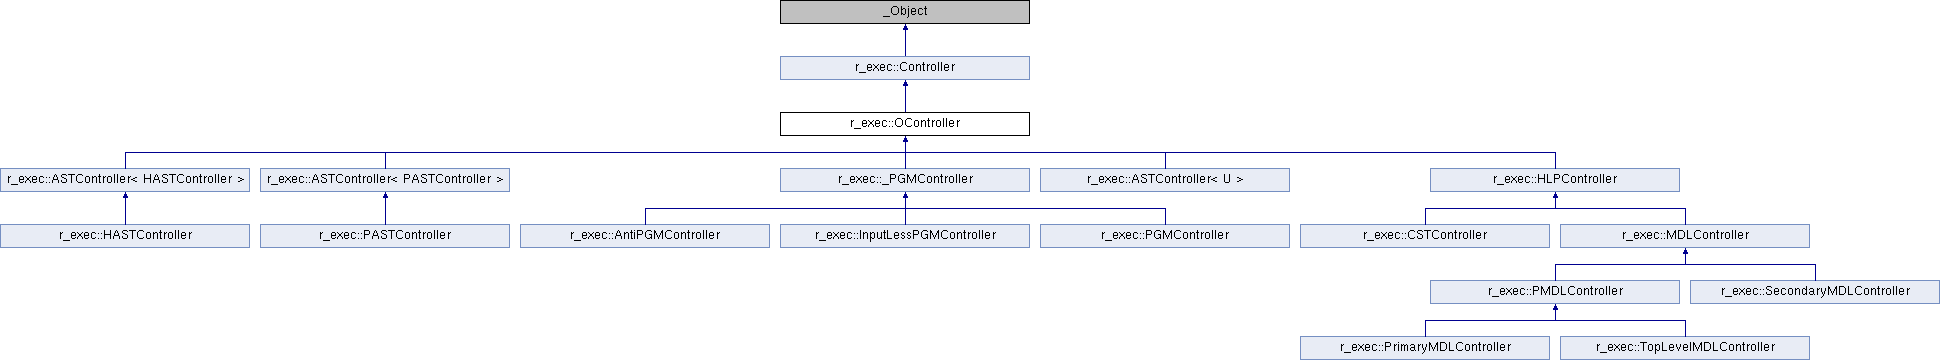 _Object
r_exec::Controller
r_exec::OController
r_exec::ASTController< HASTController >
r_exec::ASTController< PASTController >
r_exec::_PGMController
r_exec::ASTController< U >
r_exec::HLPController
r_exec::HASTController
r_exec::PASTController
r_exec::AntiPGMController
r_exec::InputLessPGMController
r_exec::PGMController
r_exec::CSTController
r_exec::MDLController
r_exec::PMDLController
r_exec::SecondaryMDLController
r_exec::PrimaryMDLController
r_exec::TopLevelMDLController